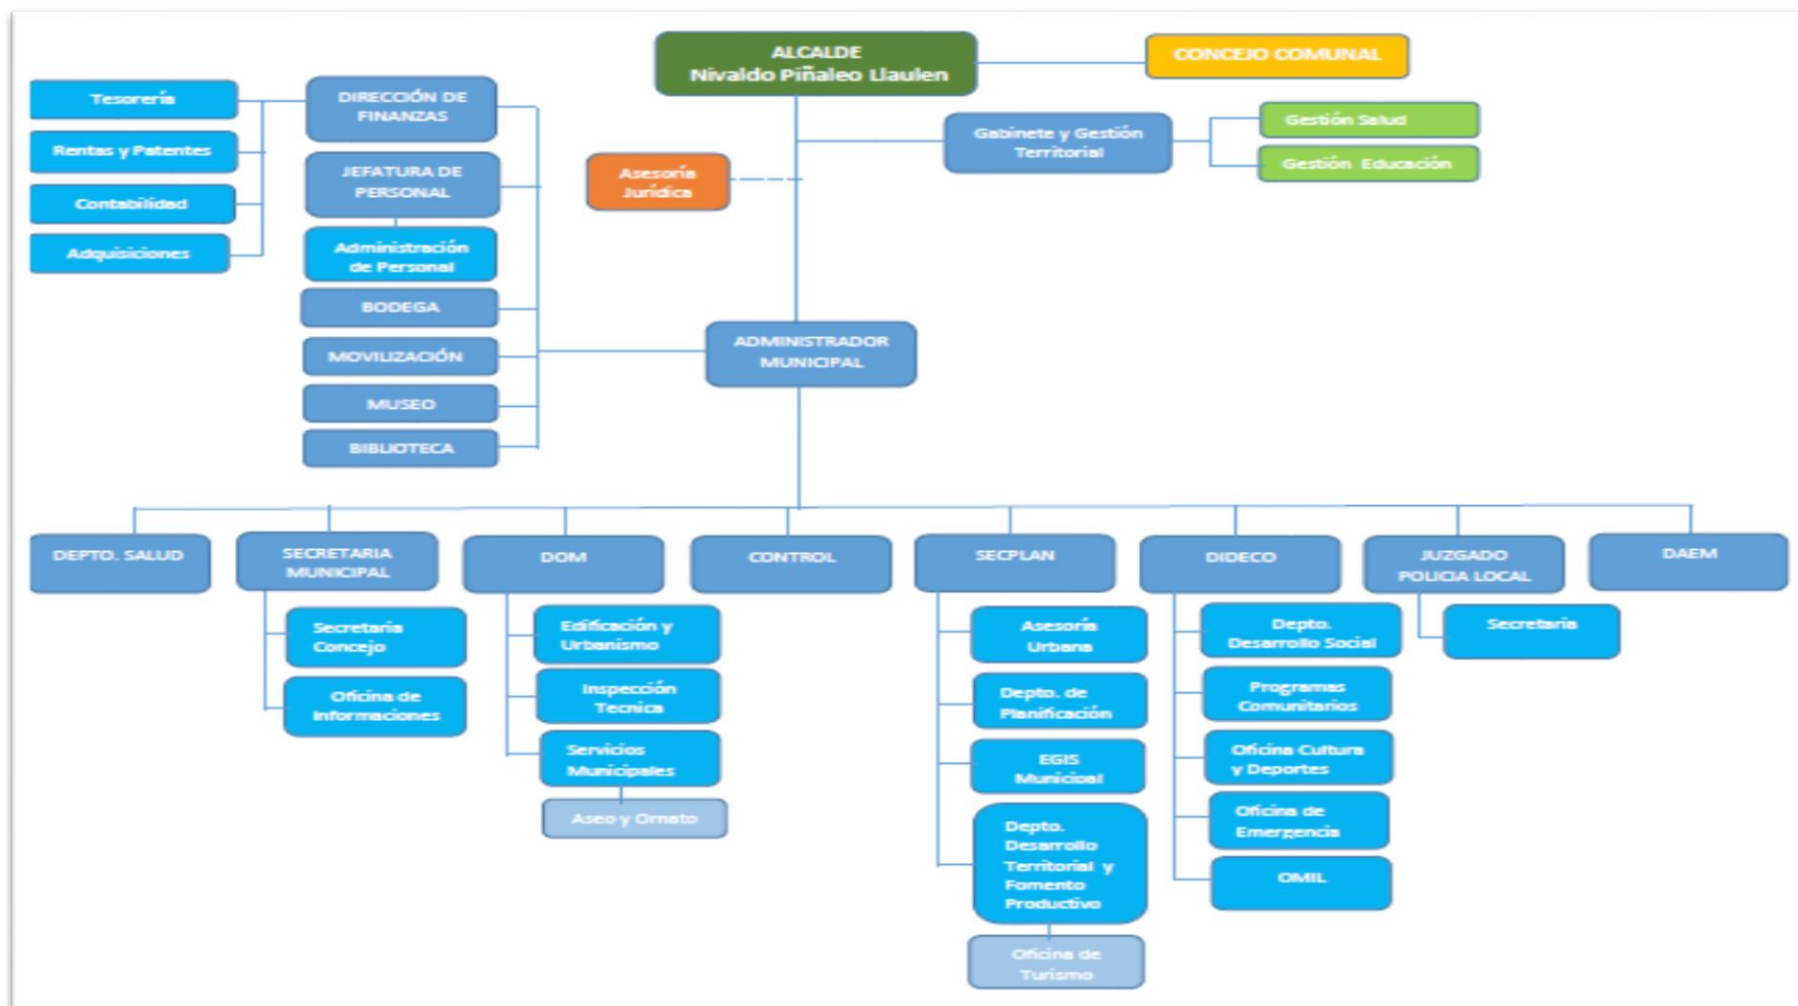 ALCALDE
Nivaldo Piñaleo Llaulen
CONCEJO COMUNAL
Tesorería
Rentas y Patentes
Contabilidad
Adquisiciones
DIRECCIÓN DE
FINANZAS
JEFATURA DE
PERSONAL
Administración
de Personal
BODEGA
MOVILIZACIÓN
MUSEO
BIBLIOTECA
Asesoría
Jurídica
Gabinete y Gestión
Territorial
Gestión Salud
Gestión Educación
ADMINISTRADOR
MUNICIPAL
DEPTO. SALUD
SECRETARIA
MUNICIPAL
Secretaria
Concejo
Oficina de
Informaciones
DOM
Edificación y
Urbanismo
Inspección
Tecnica
Servicios
Municipales
Aseo y Ornato
CONTROL
SECPLAN
Asesoría
Urbana
Depto. de
Planificación
EGIS
Municioal
Depto.
Desarrollo
Territorial y
Fomento
Productivo
Oficina de
Turismo
DIDECO
Depto.
Desarrollo Social
Programas
Comunitarios
Oficina Cultura
y Deportes
Oficina de
Emergencia
OMIL
JUZGADO
POLICIA LOCAL
Secretaria
DAEM